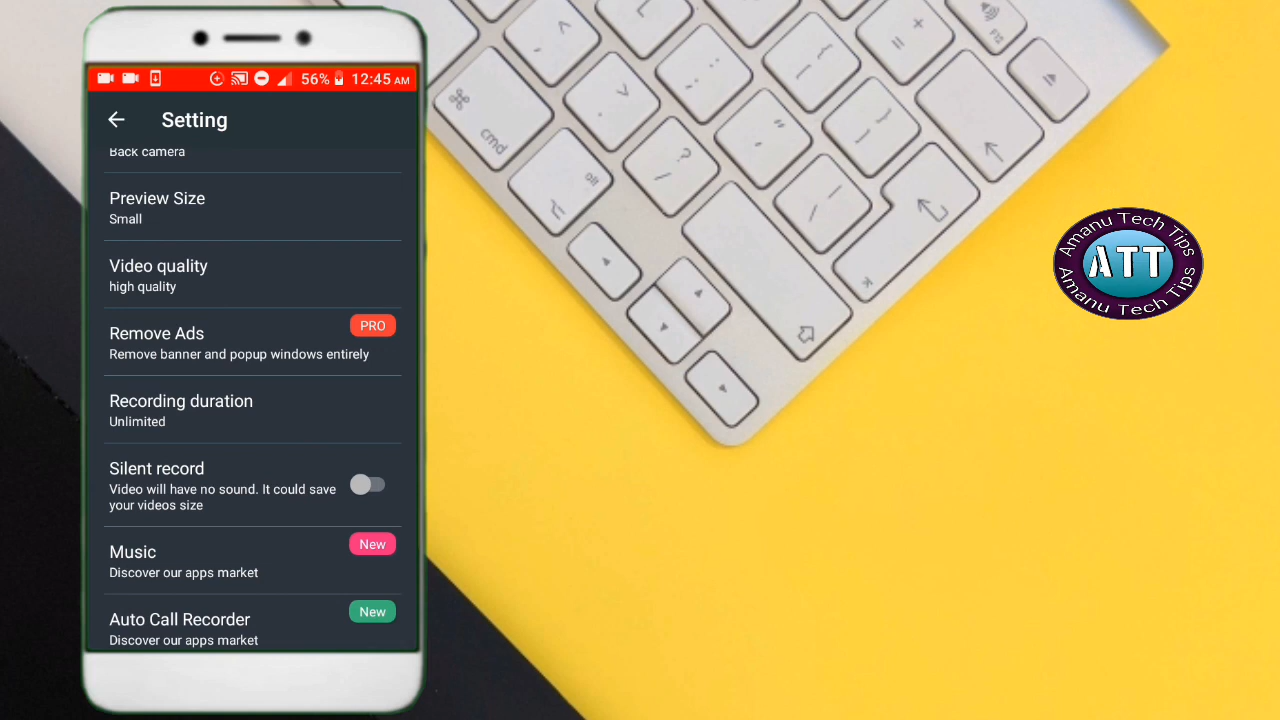 56% 12:45 AM
Setting
Back camera
Preview Size
Small
Video quality
high quality
PRO
Remove Ads
Remove banner and popup windows entirely
Recording duration
Unlimited
Silent record
Video will have no sound. It could save
your videos size
New
Music
Discover our apps market
New
Auto Call Recorder
Discover our apps market
cmd
alt
F12
Amanu Tech Tips
ATT
Amanu Tech Tips